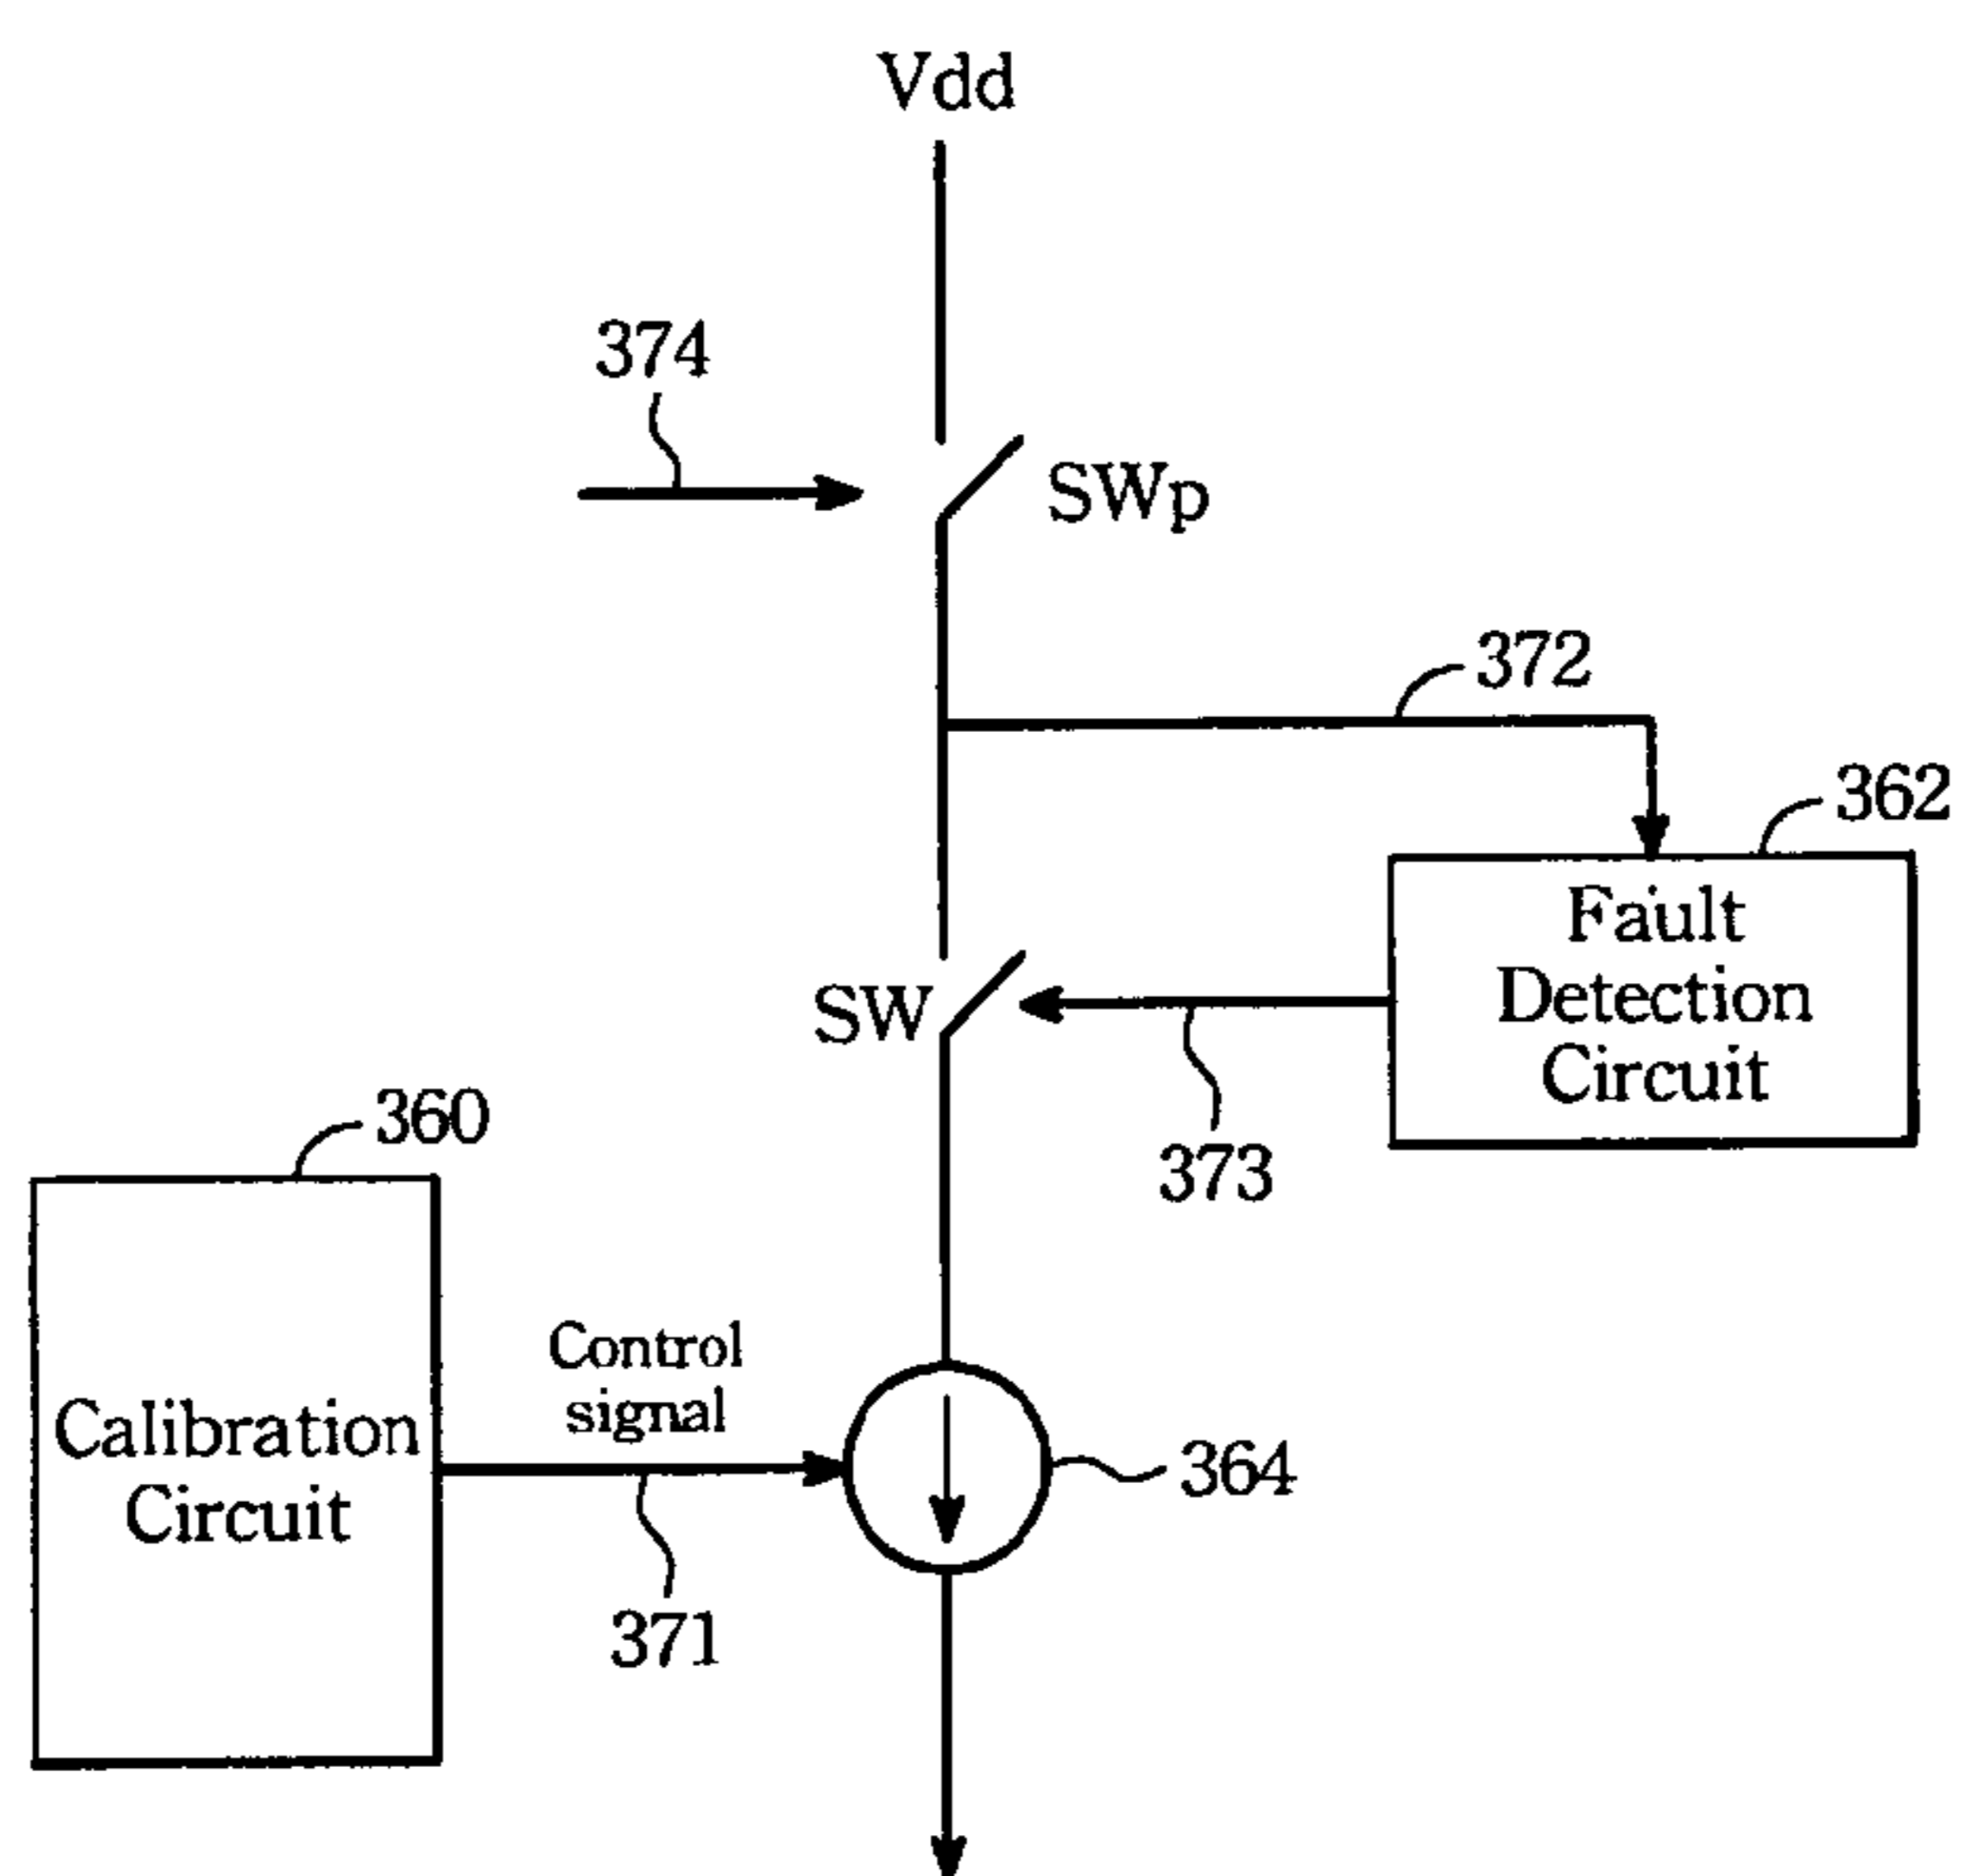 Vdd
374
SWp
372
362
Fault
Detection
Circuit
SW
373
360
Calibration
Circuit
Control
signal
371
364